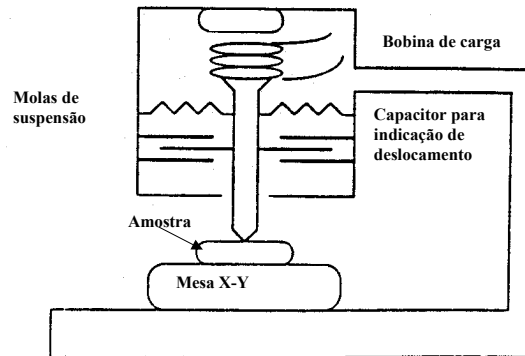 Bobina de carga
Molas de
suspensão
Capacitor para
indicação de
deslocamento
Amostra
Mesa X-Y